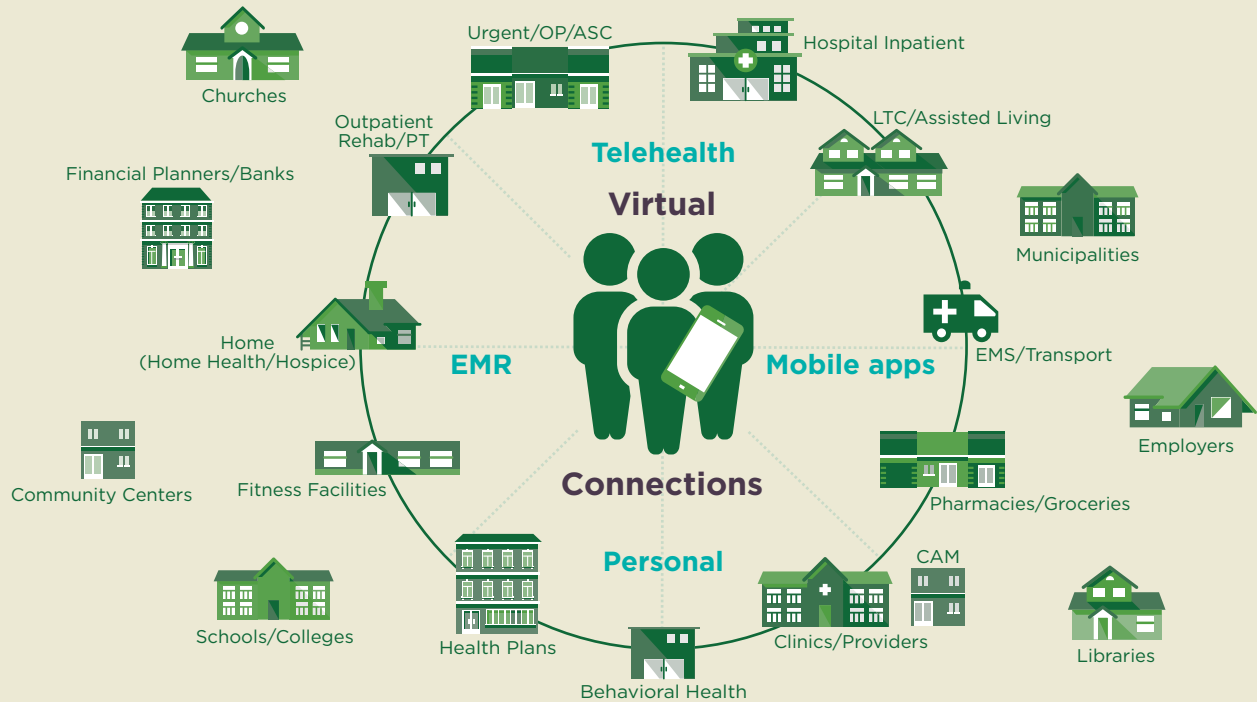 Urgent/OP/ASC
Hospital Inpatient
Churches
LTC/Assisted Living
Outpatient
Rehab/PT
Telehealth
Financial Planners/Banks
Virtual
Municipalities
Home
(Home Health/Hospice)
EMR
Mobile apps
EMS/Transport
Employers
Community Centers
Fitness Facilities
Connections
Pharmacies/Groceries
Personal
CAM
Schools/Colleges
Health Plans
Clinics/Providers
Libraries
Behavioral Health